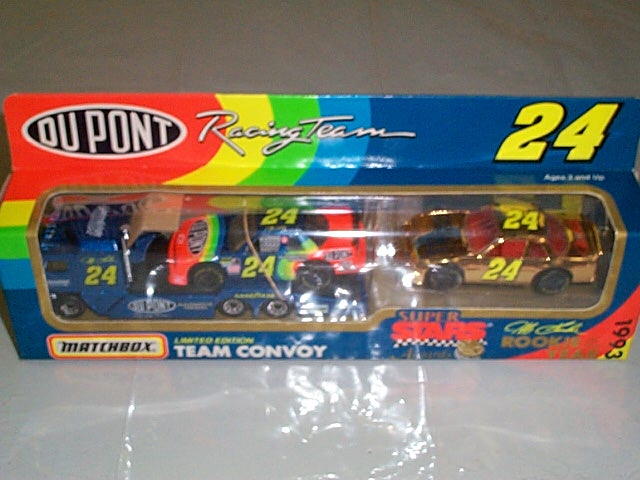 DU PONT
Racing Team
24
Ages 3 and Up
24
24
24
24
24
DU PONT
MATCHBOX
LIMITED EDITION
TEAM CONVOY
SUPER
STARS
ROOKIE
1993